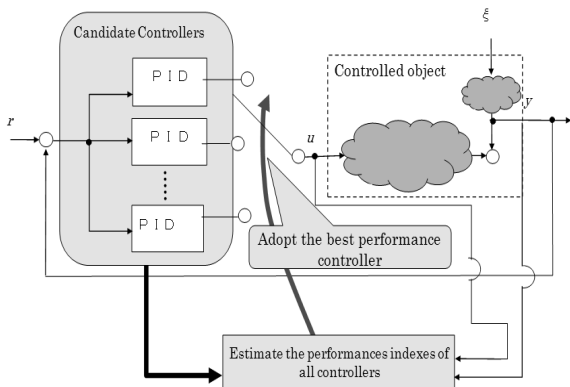 Candidate Controllers
ξ
PID
Controlled object
y
r
PID
u
PID
Adopt the best performance
controller
Estimate the performances indexes of
all controllers